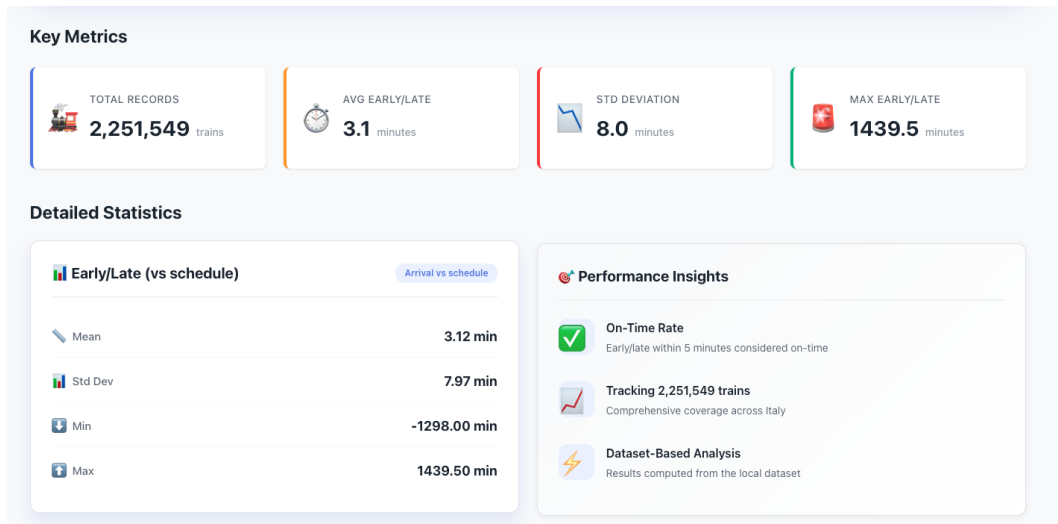 Key Metrics
TOTAL RECORDS
2,251,549 trains
AVG EARLY/LATE
3.1 minutes
STD DEVIATION
8.0 minutes
MAX EARLY/LATE
1439.5 minutes
Detailed Statistics
Early/Late (vs schedule)
Arrival vs schedule
Mean 3.12 min
Std Dev 7.97 min
Min -1298.00 min
Max 1439.50 min
Performance Insights
On-Time Rate
Early/late within 5 minutes considered on-time
Tracking 2,251,549 trains
Comprehensive coverage across Italy
Dataset-Based Analysis
Results computed from the local dataset